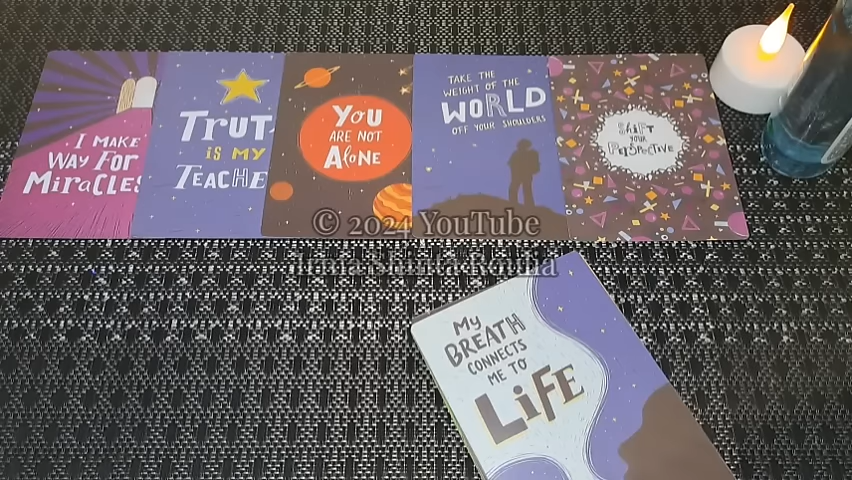 I MAKE
WAY FOR
MIRACLES
TRUT
IS MY
TEACHE
YOU
ARE NOT
ALONE
TAKE THE
WEIGHT OF THE
WORLD
OFF YOUR SHOULDERS
SHIFT
YOUR
PERSPECTIVE
© 2024 YouTube
MY
BREATH
CONNECTS
ME TO
LIFE